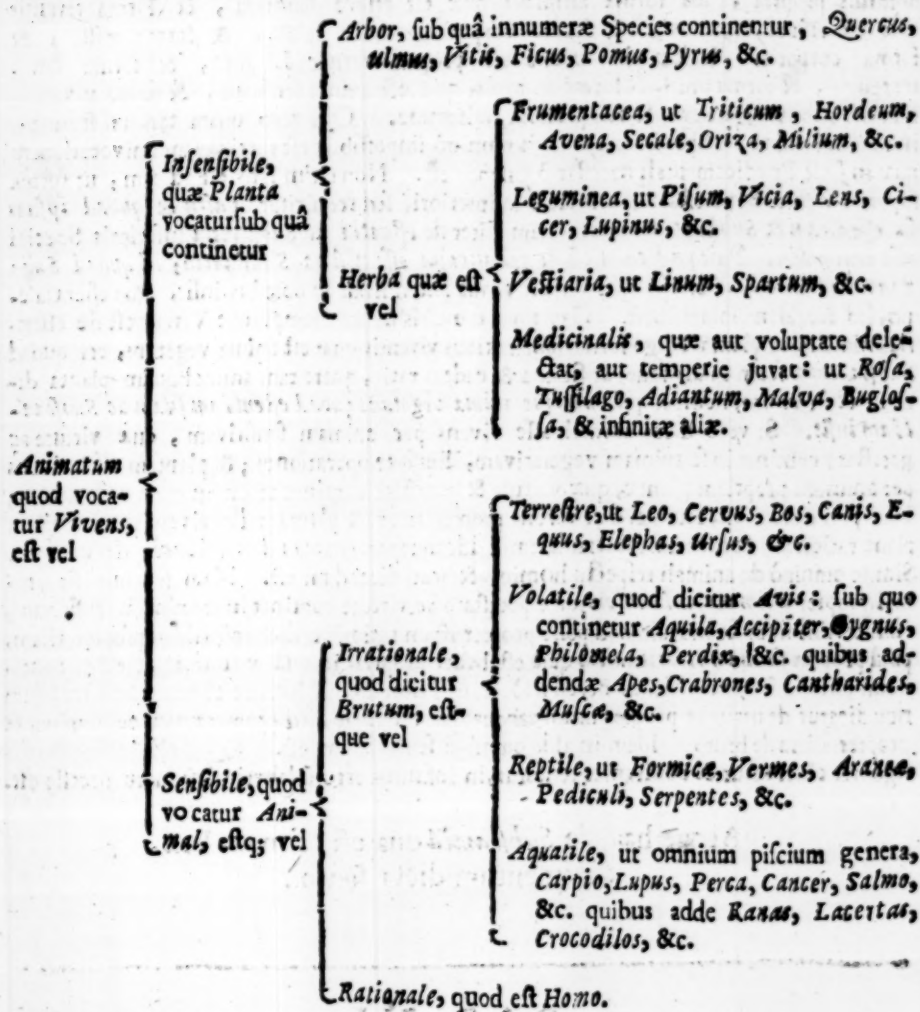 Arbor, ſub quâ innumeræ Species continentur, Quercus,
ulmus, Vitis, Ficus, Pomus, Pyrus, &c.
Frumentacea, ut Triticum, Hordeum,
Avena, Secale, Oriza, Milium, &c.
Inſenſibile,
quæ Planta
vocatur ſub quâ
continetur
Leguminea, ut Piſum, Vicia, Lens, Ci-
cer, Lupinus, &c.
Herba quæ eſt
vel
Veſtiaria, ut Linum, Spartum, &c.
Medicinalis, quæ aut voluptate dele-
ctat, aut temperie juvat: ut Roſa,
Tuſſilago, Adiantum, Malva, Bugloſ-
ſa, & infinitæ aliæ.
Animatum
quod voca-
tur Vivens,
eſt vel
Terreſtre, ut Leo, Cervus, Bos, Canis, E-
quus, Elephas, Urſus, &c.
Volatile, quod dicitur Avis: ſub quo
continetur Aquila, Accipiter, Cygnus,
Philomela, Perdix, &c. quibus ad-
dendæ Apes, Crabrones, Cantharides,
Muſcæ, &c.
Irrationale,
quod dicitur
Brutum, eſt-
que vel
Reptile, ut Formicæ, Vermes, Araneæ,
Pediculi, Serpentes, &c.
Senſibile, quod
vocatur Ani-
mal, eſtq; vel
Aquatile, ut omnium piſcium genera,
Carpio, Lupus, Perca, Cancer, Salmo,
&c. quibus adde Ranas, Lacertas,
Crocodilos, &c.
Rationale, quod eſt Homo.